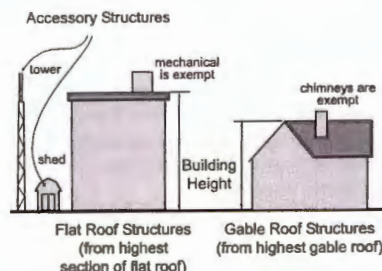 Accessory Structures
tower
mechanical
is exempt
chimneys are
exempt
shed
Building
Height
Flat Roof Structures
(from highest
section of flat roof)
Gable Roof Structures
(from highest gable roof)